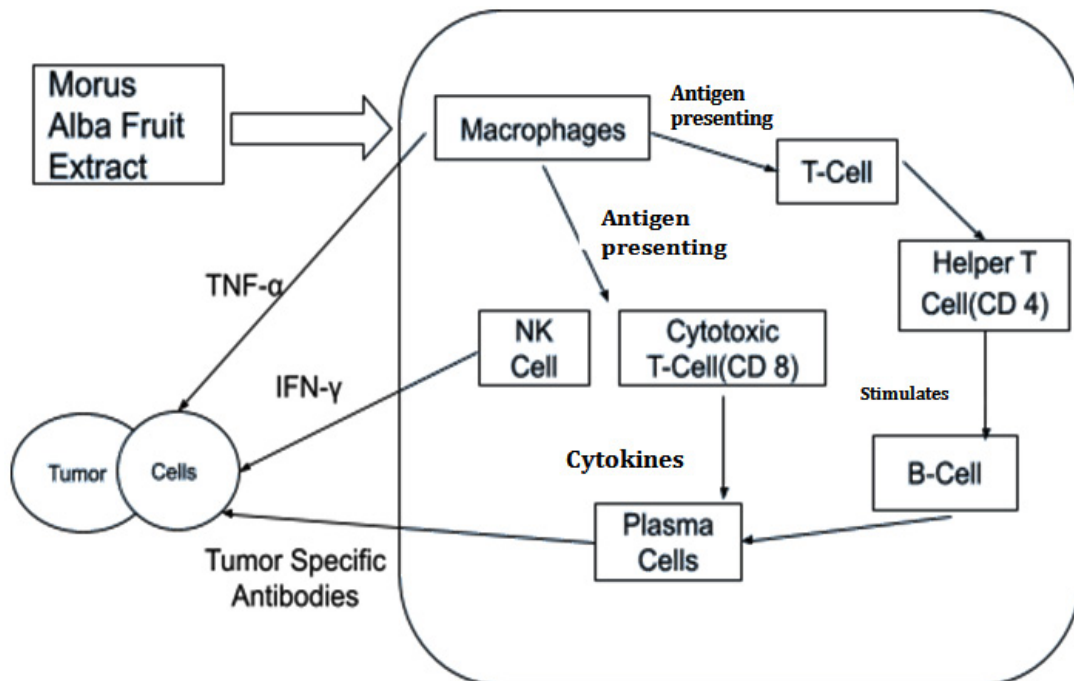 Morus
Alba Fruit
Extract
Macrophages
Antigen
presenting
T-Cell
Antigen
presenting
Helper T
Cell(CD 4)
TNF-α
NK
Cell
Cytotoxic
T-Cell(CD 8)
IFN-γ
Stimulates
Tumor
Cells
Cytokines
B-Cell
Plasma
Cells
Tumor Specific
Antibodies